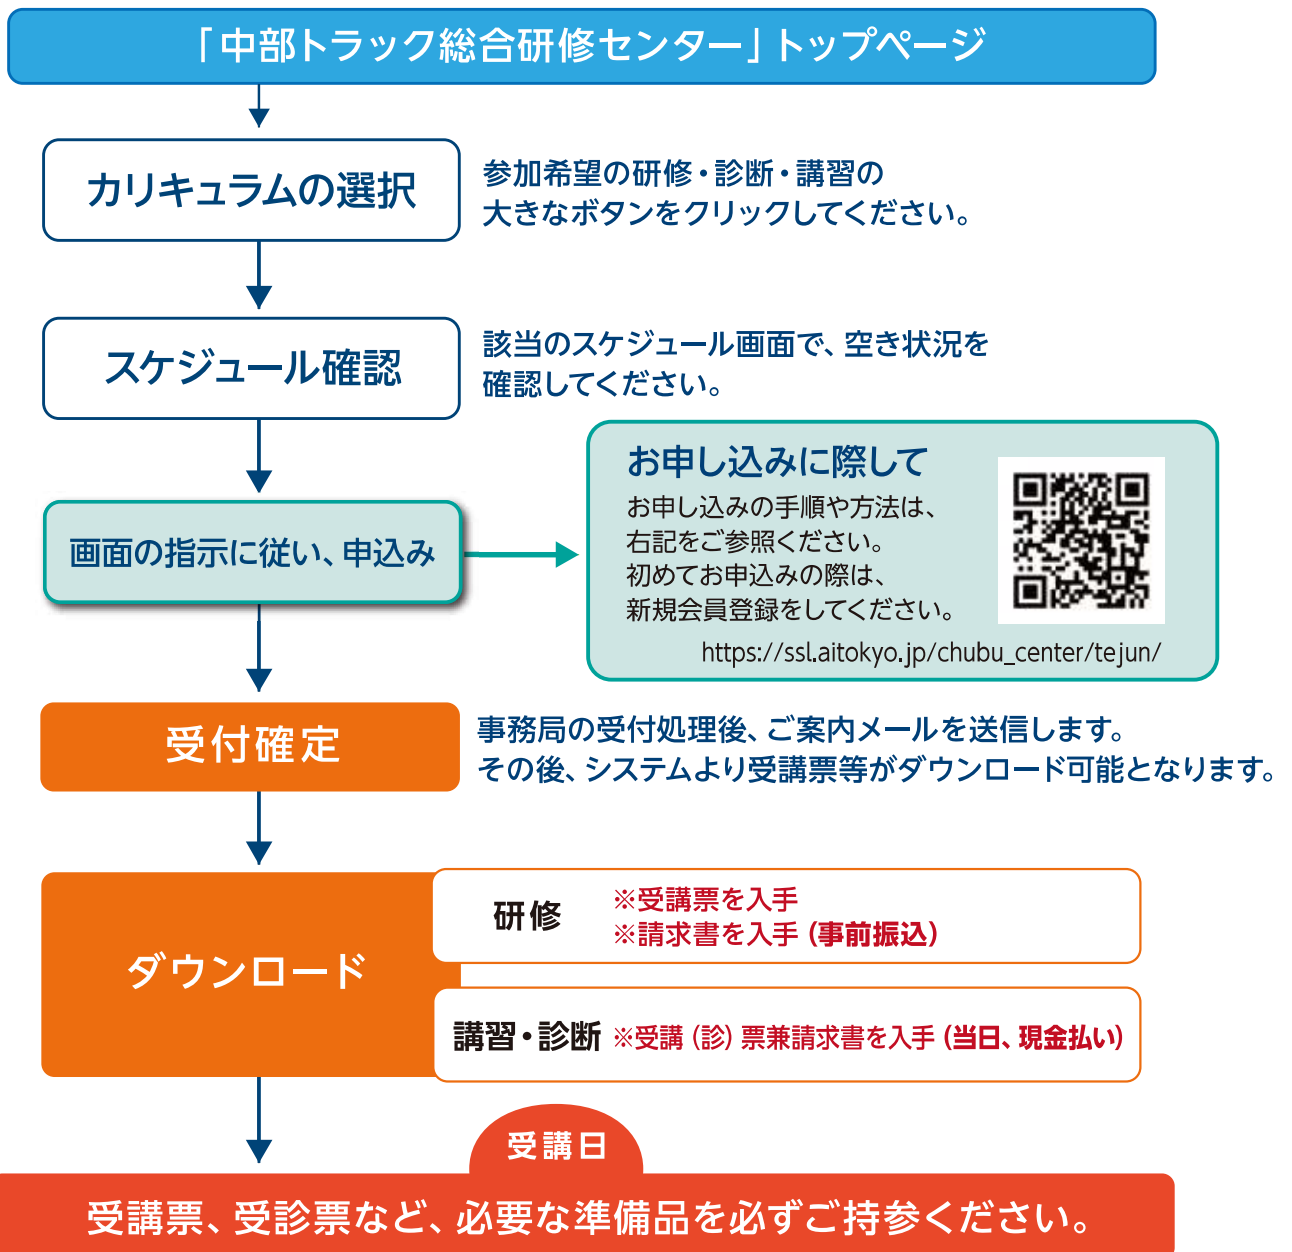 「中部トラック総合研修センター」トップページ
カリキュラムの選択
参加希望の研修・診断・講習の
大きなボタンをクリックしてください。
スケジュール確認
該当のスケジュール画面で、空き状況を
確認してください。
画面の指示に従い、申込み
お申し込みに際して
お申し込みの手順や方法は、
右記をご参照ください。
初めてお申込みの際は、
新規会員登録をしてください。
https://ssl.aitokyo.jp/chubu_center/tejun/
受付確定
事務局の受付処理後、ご案内メールを送信します。
その後、システムより受講票等がダウンロード可能となります。
ダウンロード
研修
※受講票を入手
※請求書を入手（事前振込）
講習・診断
※受講（診）票兼請求書を入手（当日、現金払い）
受講日
受講票、受診票など、必要な準備品を必ずご持参ください。